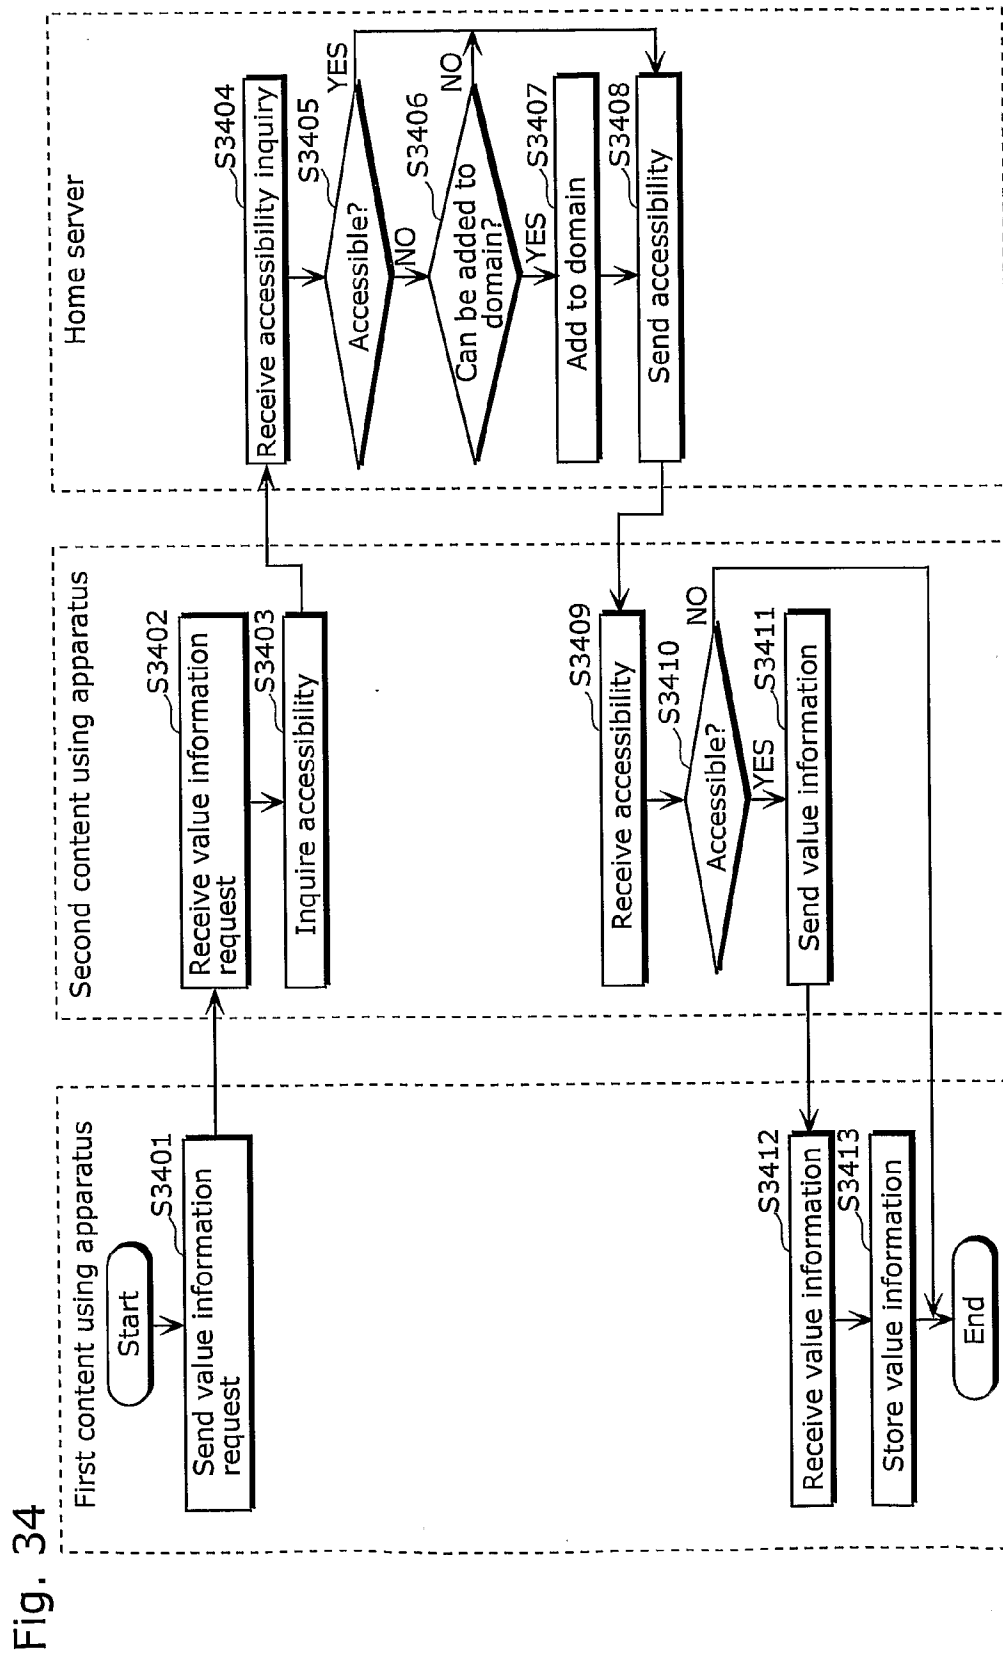 Fig. 34
First content using apparatus
Start
S3401
Send value information
request
S3412
Receive value information
S3413
Store value information
End
Second content using apparatus
S3402
Receive value information
request
S3403
Inquire accessibility
S3409
Receive accessibility
S3410
Accessible?
NO
YES
S3411
Send value information
Home server
S3404
Receive accessibility inquiry
S3405
Accessible?
YES
NO
S3406
Can be added to
domain?
NO
YES
S3407
Add to domain
S3408
Send accessibility